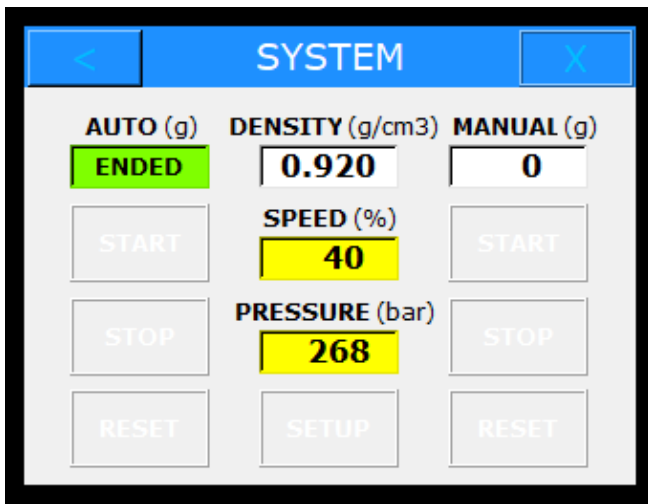 < SYSTEM X
AUTO (g) DENSITY (g/cm3) MANUAL (g)
ENDED 0.920 0
SPEED (%)
START 40 START
PRESSURE (bar)
STOP 268 STOP
RESET SETUP RESET